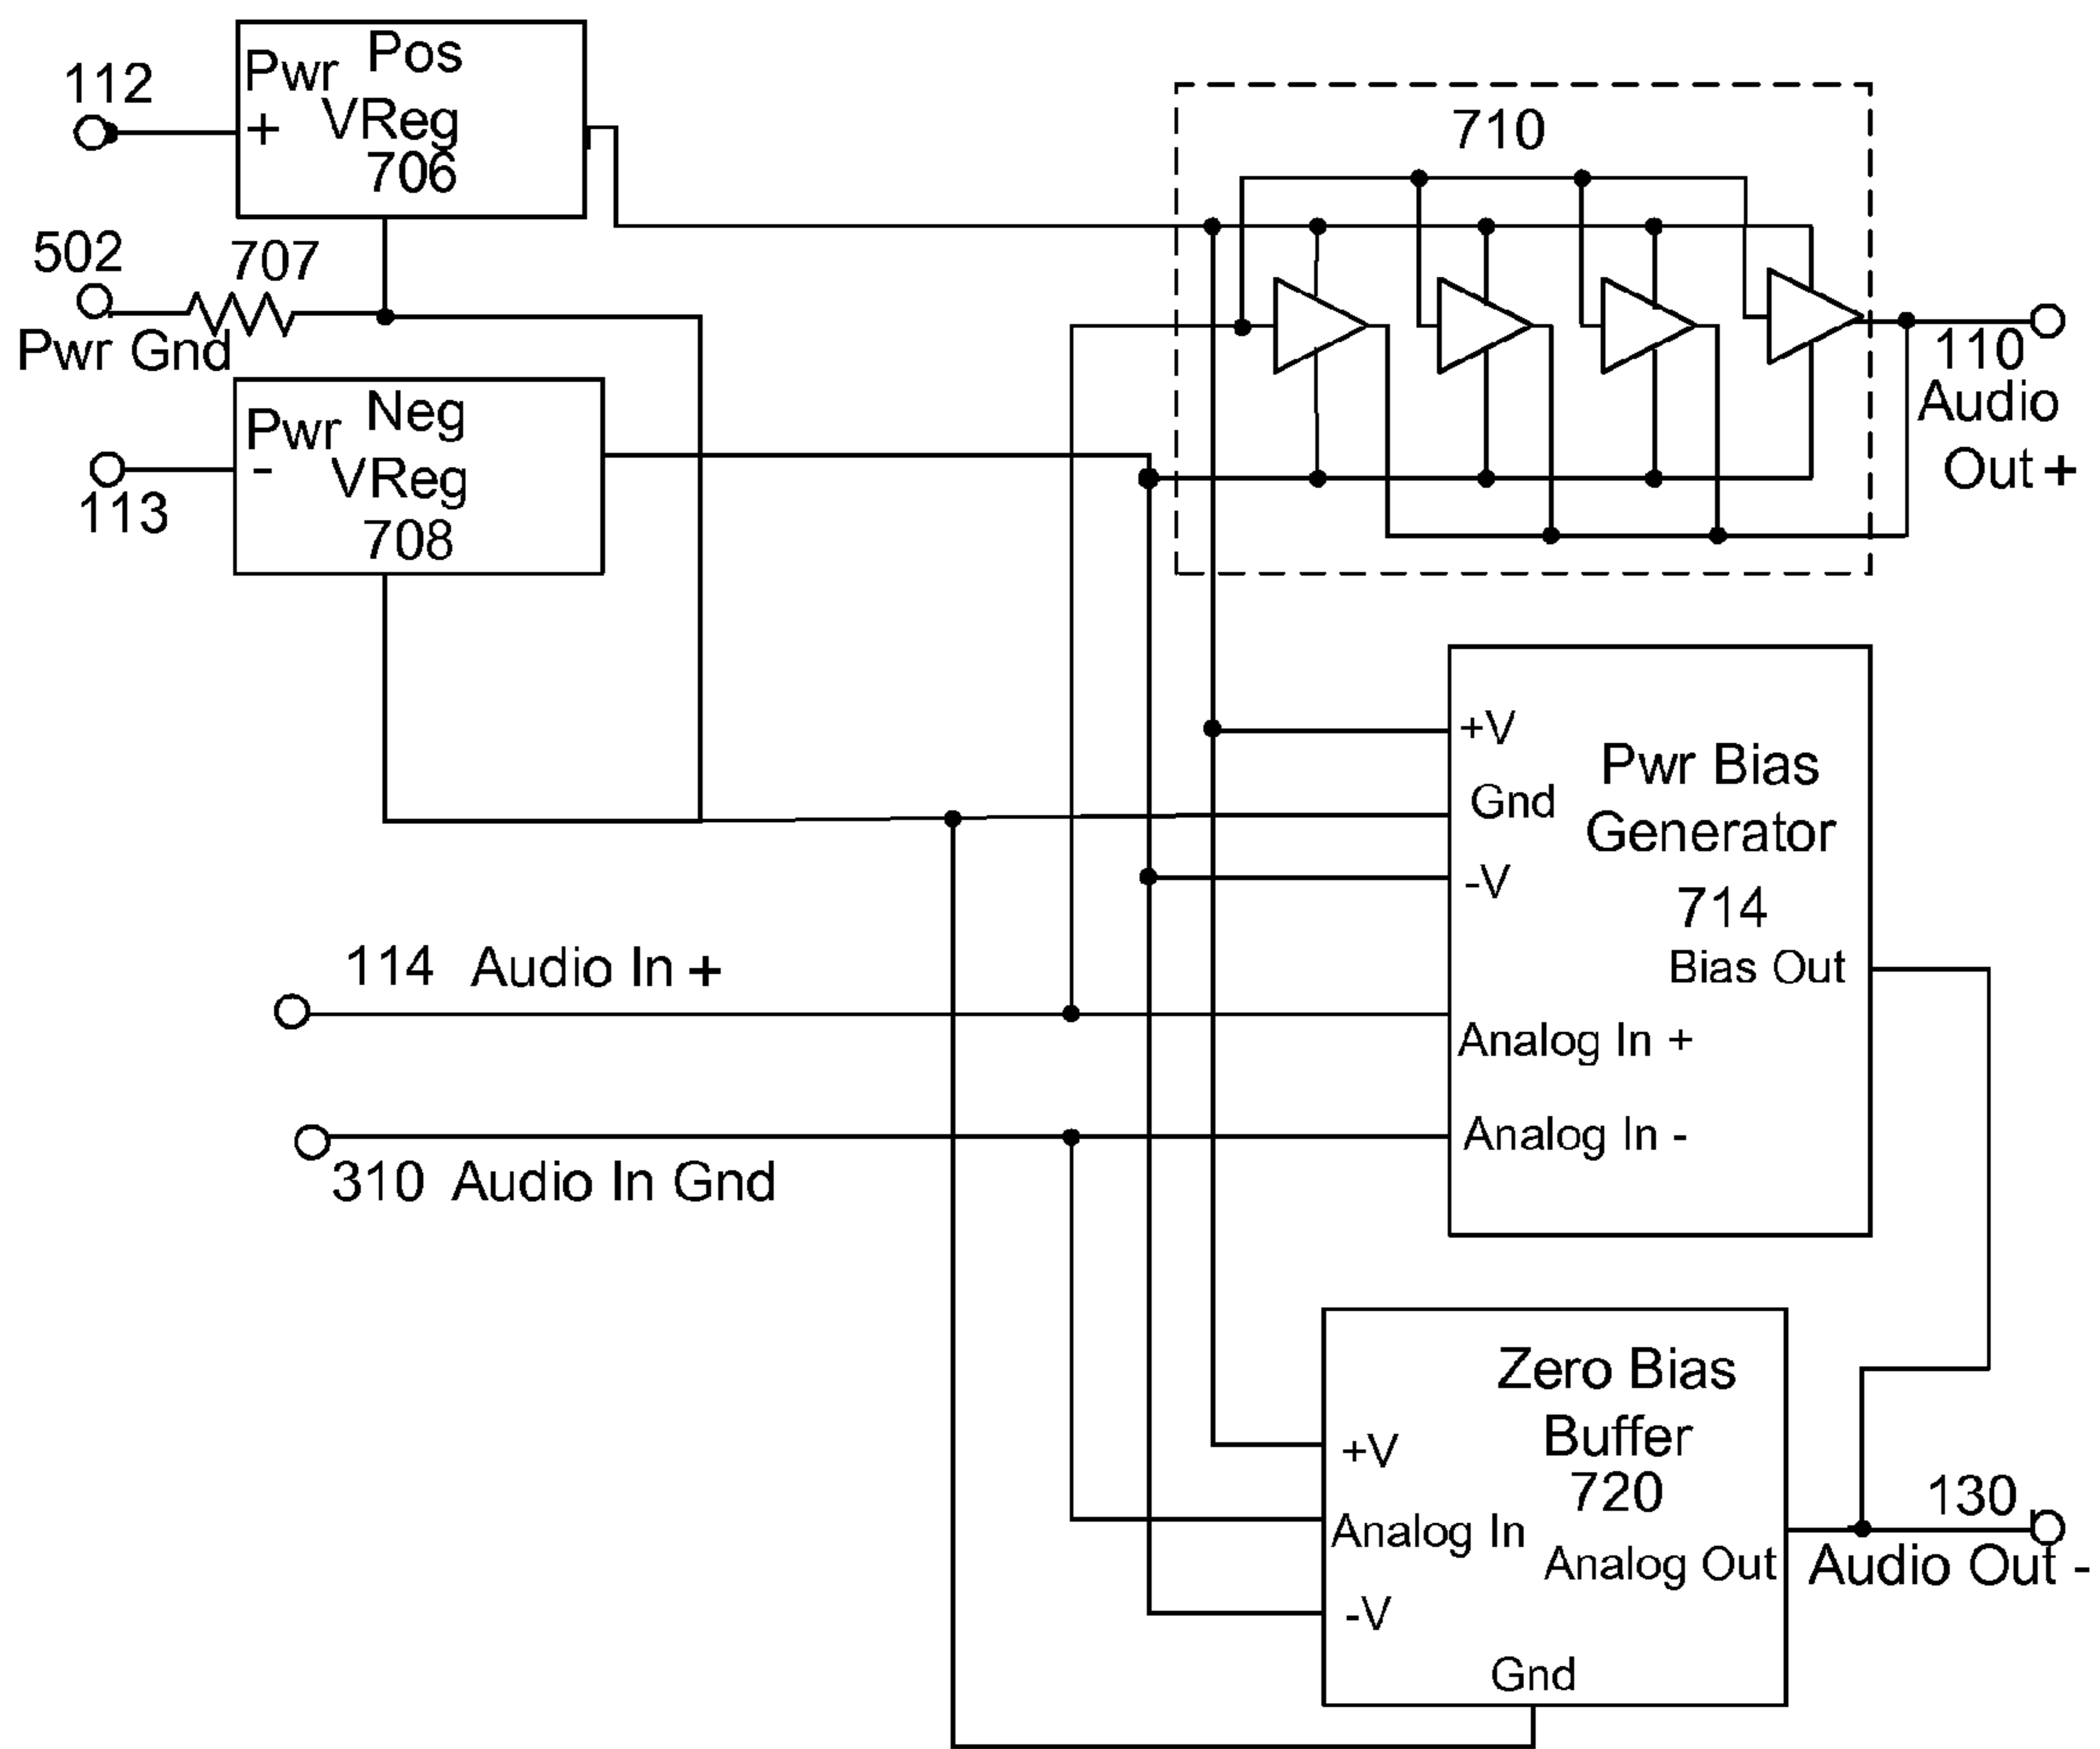 112
Pwr Pos
+ VReg
706
502
707
Pwr Gnd
Pwr Neg
- VReg
708
113
710
110
Audio
Out +
+V
Gnd
-V
Pwr Bias
Generator
714
Bias Out
Analog In +
Analog In -
114 Audio In +
310 Audio In Gnd
Zero Bias
Buffer
720
+V
Analog In
Analog Out
-V
Gnd
130
Audio Out -